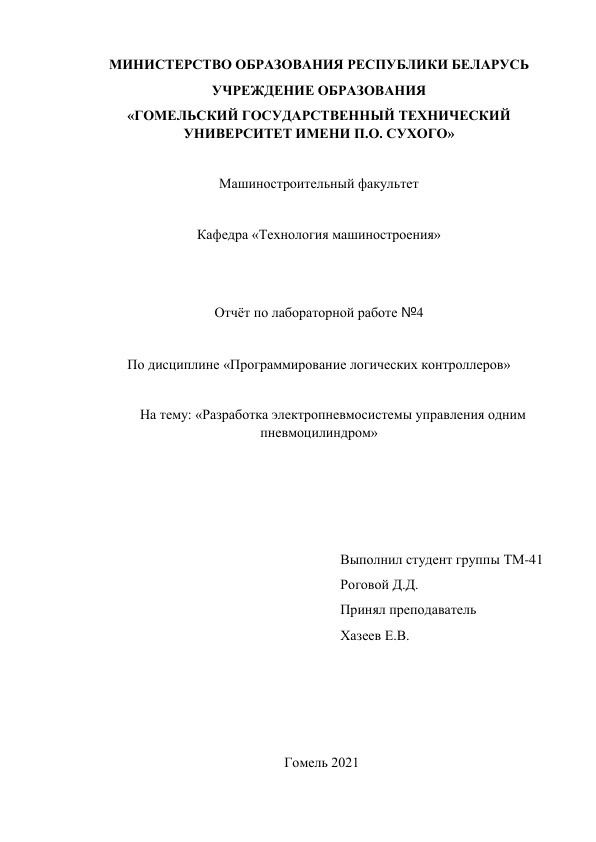 МИНИСТЕРСТВО ОБРАЗОВАНИЯ РЕСПУБЛИКИ БЕЛАРУСЬ
УЧРЕЖДЕНИЕ ОБРАЗОВАНИЯ
«ГОМЕЛЬСКИЙ ГОСУДАРСТВЕННЫЙ ТЕХНИЧЕСКИЙ
УНИВЕРСИТЕТ ИМЕНИ П.О. СУХОГО»
Машиностроительный факультет
Кафедра «Технология машиностроения»
Отчёт по лабораторной работе №4
По дисциплине «Программирование логических контроллеров»
На тему: «Разработка электропневмосистемы управления одним
пневмоцилиндром»
Выполнил студент группы ТМ-41
Роговой Д.Д.
Принял преподаватель
Хазеев Е.В.
Гомель 2021